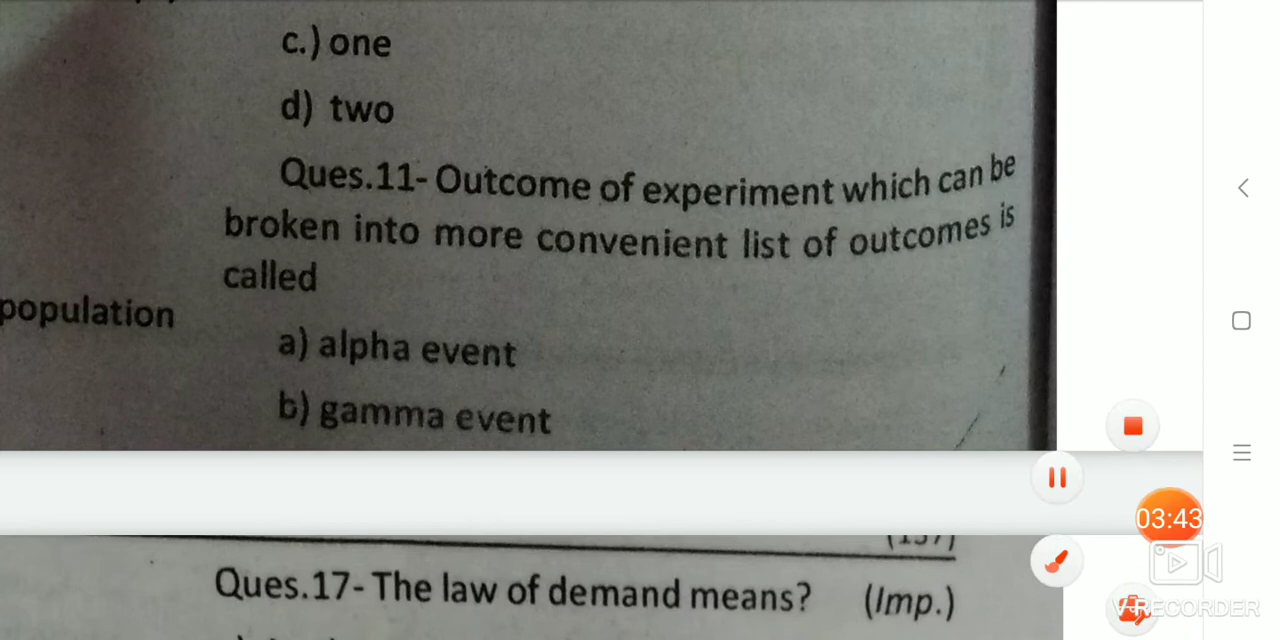 c.) one
d) two
Ques.11- Outcome of experiment which can be
broken into more convenient list of outcomes is
called
population
a) alpha event
b) gamma event
03:43
Ques.17- The law of demand means? (Imp.)
V-RECORDER